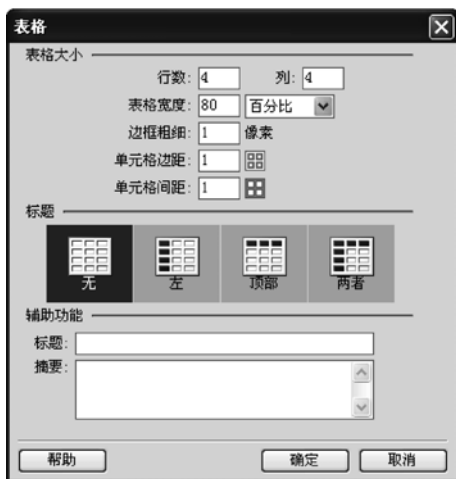 表格
表格大小
行数: 4 列: 4
表格宽度: 80 百分比
边框粗细: 1 像素
单元格边距: 1
单元格间距: 1
标题
无 左 顶部 两者
辅助功能
标题:
摘要:
帮助 确定 取消